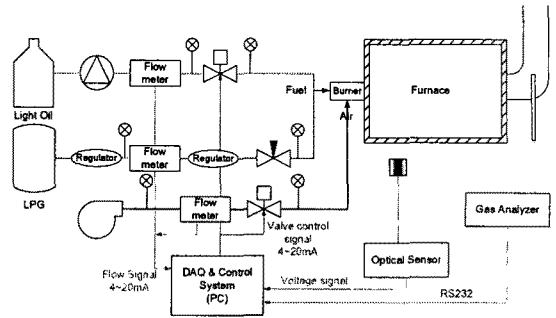 Flow
meter
Light Oil
Fuel
Burner
Furnace
Air
Regulator
Flow
meter
Regulator
LPG
Flow
meter
Valve control
signal
4~20mA
Gas Analyzer
Flow Signal
4~20mA
DAQ & Control
System
(PC)
Voltage signal
Optical Sensor
RS232